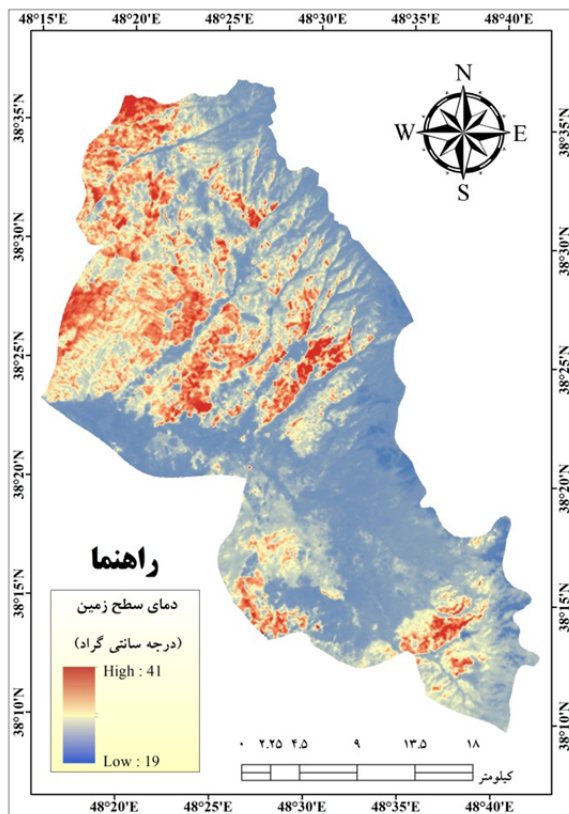 48°15'E 48°20'E 48°25'E 48°30'E 48°35'E 48°40'E
N
W E
S
38°35'N 38°35'N
38°30'N 38°30'N
38°25'N 38°25'N
38°20'N 38°20'N
38°15'N 38°15'N
38°10'N 38°10'N
راهنما
دمای سطح زمین
(درجه سانتی گراد)
High : 41
Low : 19
۰ ۲.۲۵ ۴.۵ ۹ ۱۳.۵ ۱۸
کیلومتر
48°20'E 48°25'E 48°30'E 48°35'E 48°40'E